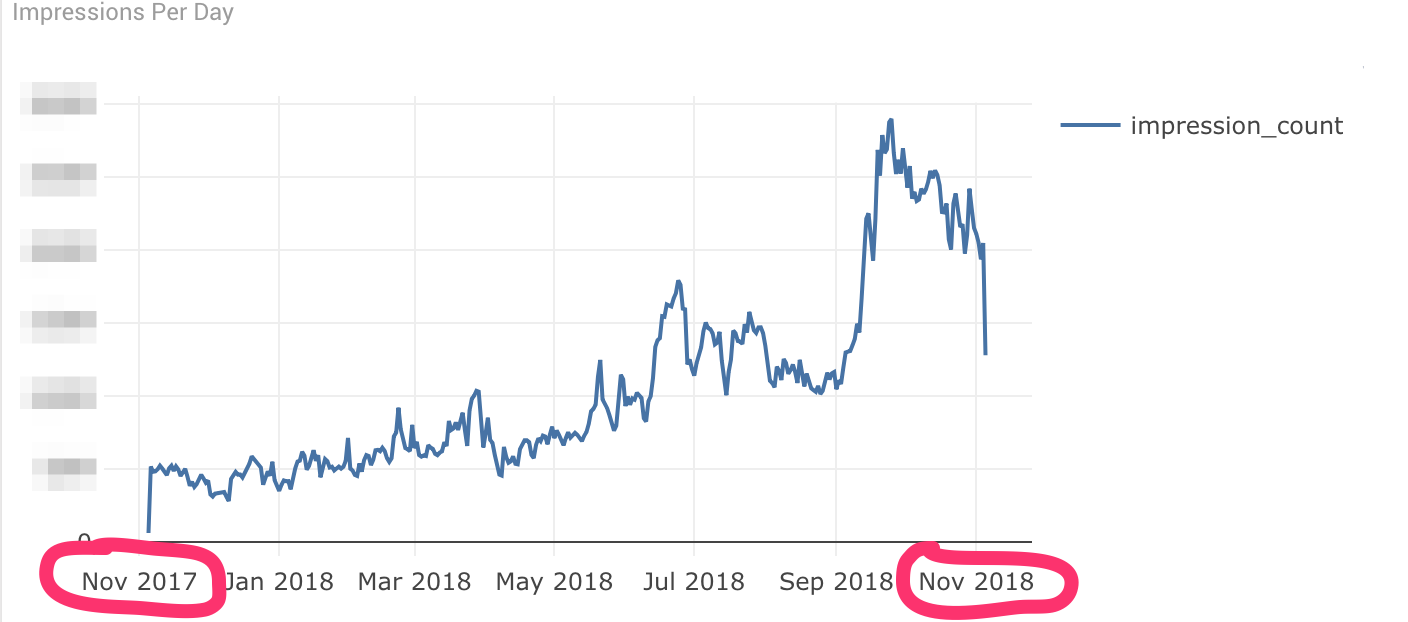 Impressions Per Day
impression_count
0
Nov 2017 Jan 2018 Mar 2018 May 2018 Jul 2018 Sep 2018 Nov 2018